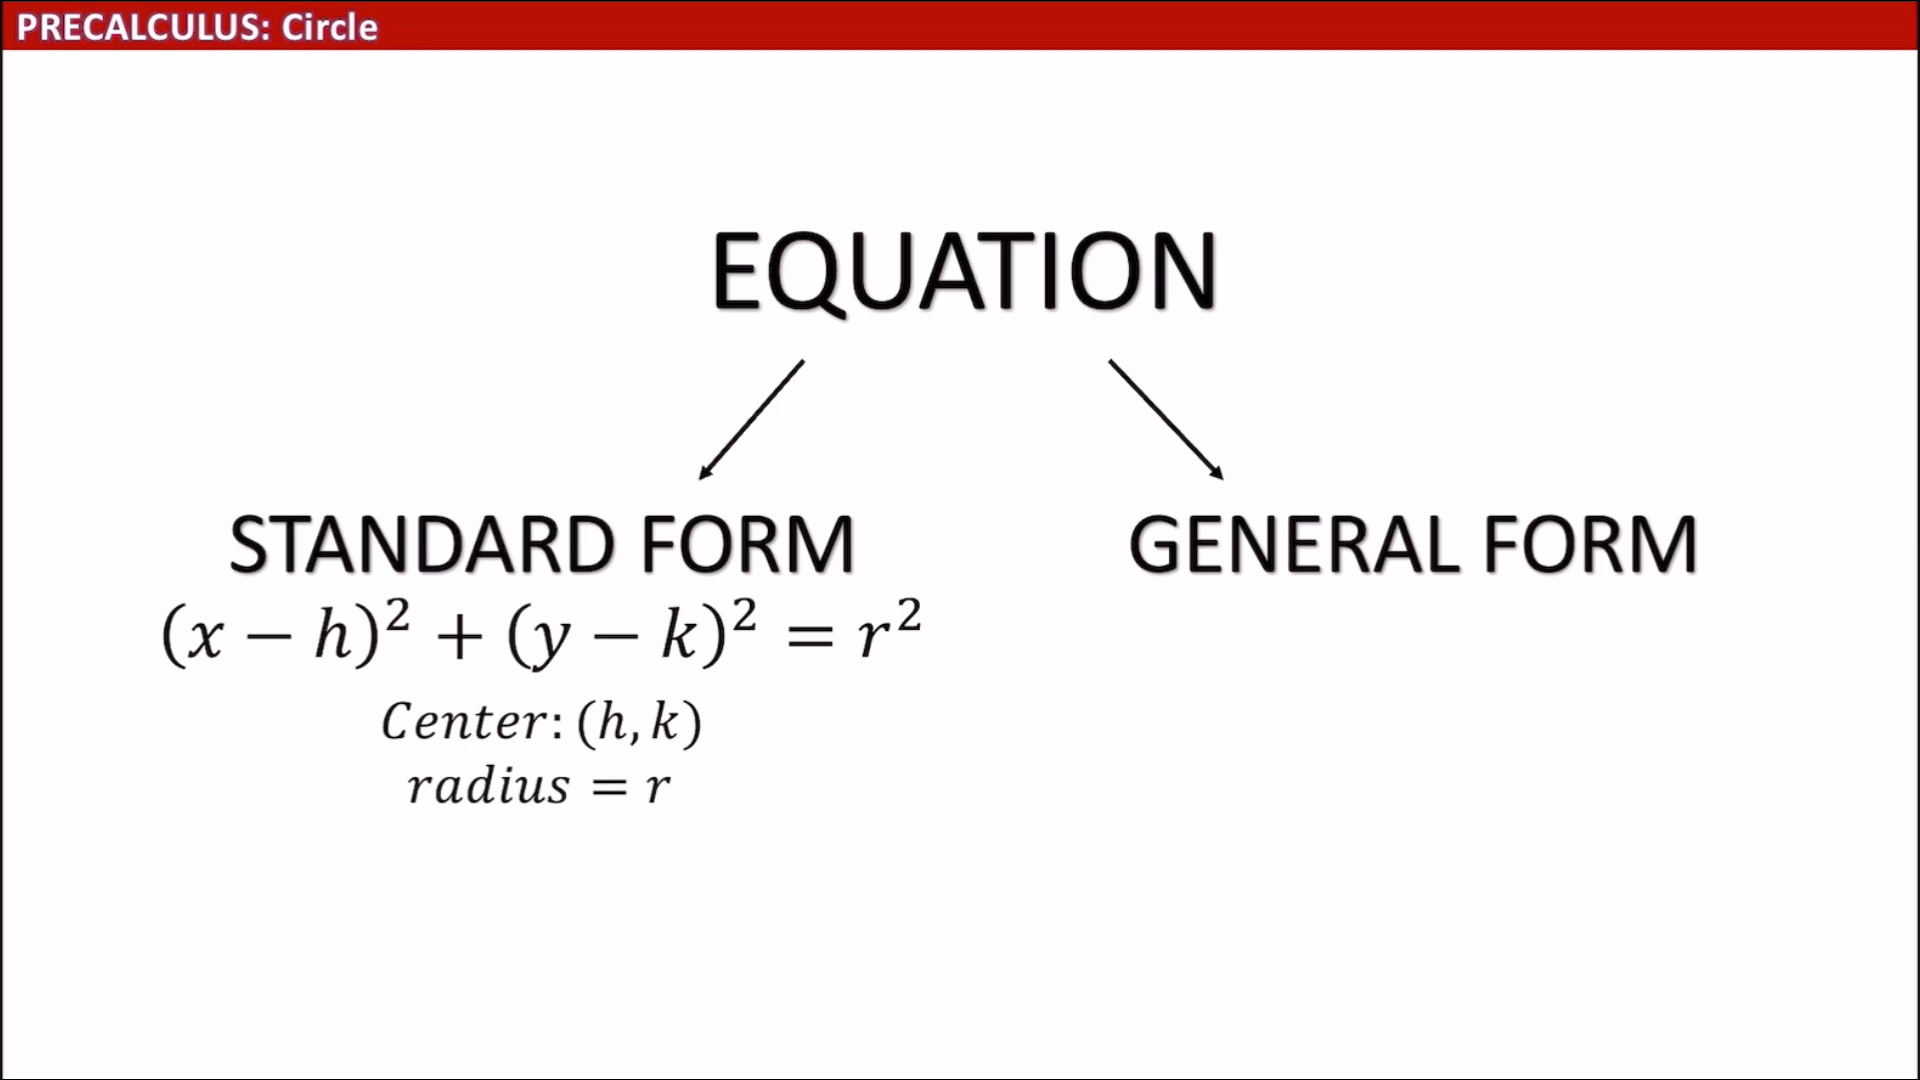 PRECALCULUS: Circle
EQUATION
STANDARD FORM
GENERAL FORM
(x − h)² + (y − k)² = r²
Center: (h, k)
radius = r